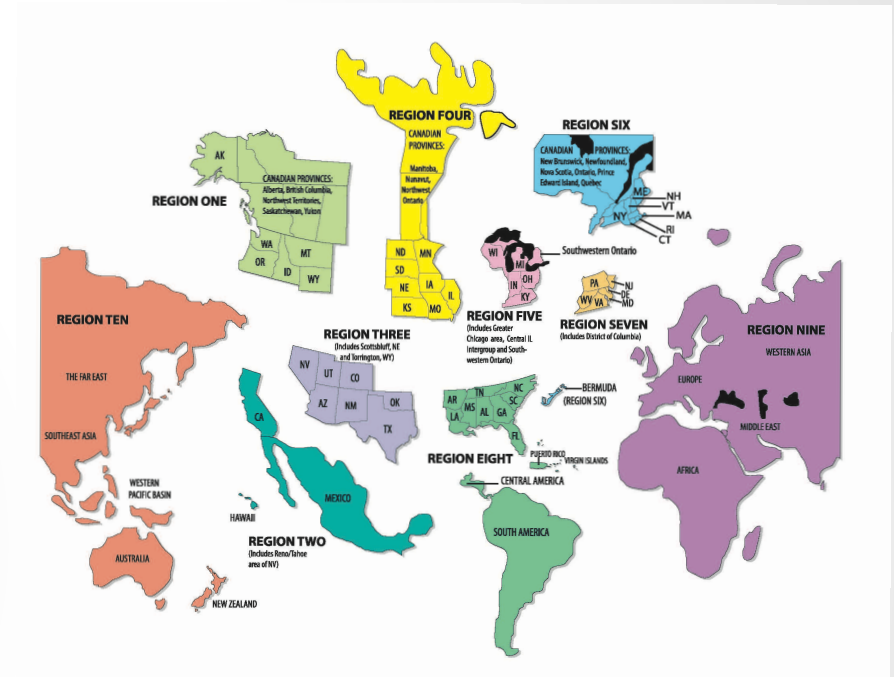 REGION FOUR
CANADIAN
PROVINCES:
Manitoba,
Nunavut,
Northwest
Ontario
ND
MN
SD
NE
IA
IL
KS
MO
REGION SIX
CANADIAN PROVINCES:
New Brunswick, Newfoundland,
Nova Scotia, Ontario, Prince
Edward Island, Quebec
ME
NH
VT
NY
MA
RI
CT
AK
CANADIAN PROVINCES:
Alberta, British Columbia,
Northwest Territories,
Saskatchewan, Yukon
REGION ONE
WA
OR
MT
ID
WY
WI
MI
Southwestern Ontario
OH
IN
KY
REGION FIVE
(Includes Greater
Chicago area, Central IL
Intergroup and South-
western Ontario)
PA
NJ
DE
MD
WV
VA
REGION SEVEN
(Includes District of Columbia)
REGION TEN
THE FAR EAST
SOUTHEAST ASIA
WESTERN
PACIFIC BASIN
AUSTRALIA
NEW ZEALAND
REGION THREE
(Includes Scottsbluff, NE
and Torrington, WY)
NV
UT
CO
AZ
NM
OK
TX
REGION NINE
WESTERN ASIA
EUROPE
MIDDLE EAST
AFRICA
CA
MEXICO
HAWAII
REGION TWO
(Includes Reno/Tahoe
area of NV)
AR
TN
NC
SC
MS
AL
GA
LA
FL
BERMUDA
(REGION SIX)
REGION EIGHT
PUERTO RICO
VIRGIN ISLANDS
CENTRAL AMERICA
SOUTH AMERICA